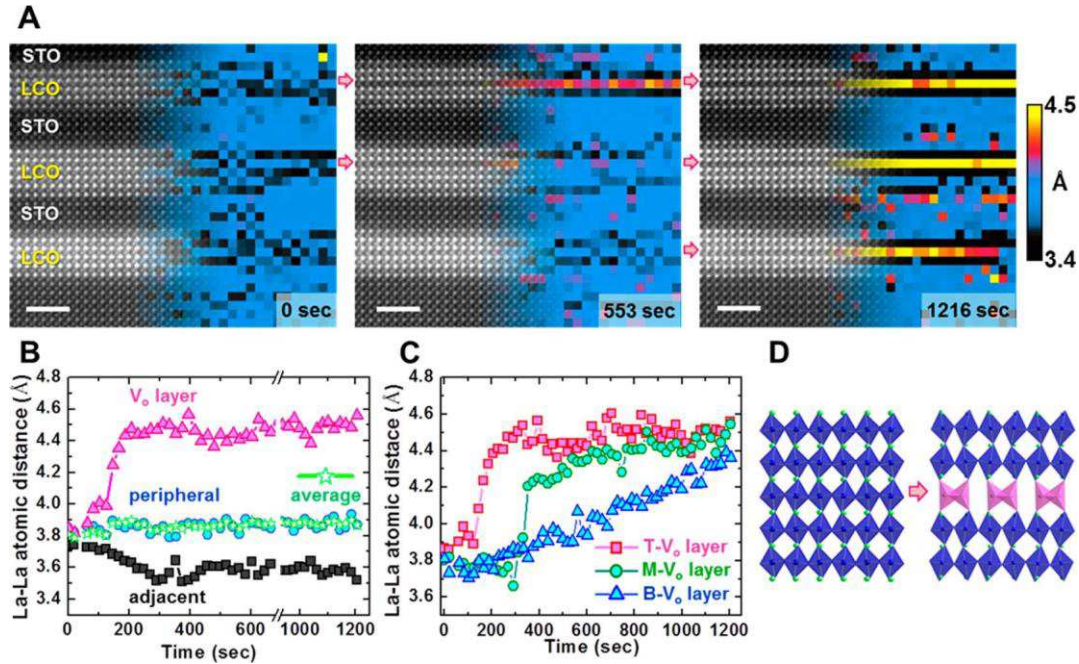 A
STO
LCO
STO
LCO
STO
LCO
0 sec
553 sec
1216 sec
4.5
Å
3.4
B
La-La atomic distance (Å)
4.8
4.6
4.4
4.2
4.0
3.8
3.6
3.4
Vo layer
peripheral
average
adjacent
0 200 400 600 1000 1200
Time (sec)
C
La-La atomic distace (Å)
4.8
4.6
4.4
4.2
4.0
3.8
3.6
T-Vo layer
M-Vo layer
B-Vo layer
0 200 400 600 800 1000 1200
Time (sec)
D